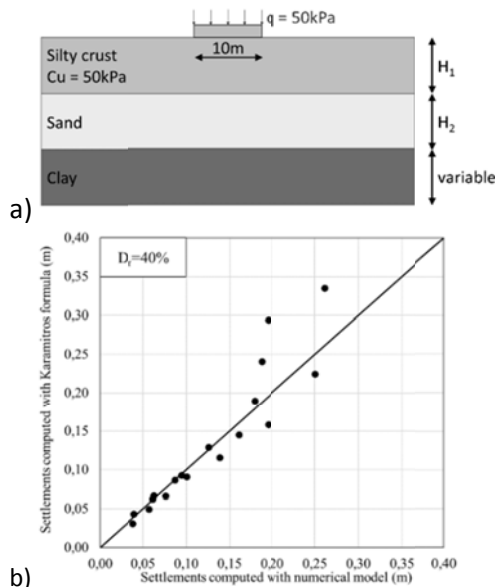 q = 50kPa
10m
Silty crust
Cu = 50kPa
H₁
Sand
H₂
Clay
variable
a)
Settlements computed with Karamitros formula (m)
0,40
0,35
0,30
0,25
0,20
0,15
0,10
0,05
0,00
Dᵣ=40%
0,00 0,05 0,10 0,15 0,20 0,25 0,30 0,35 0,40
Settlements computed with numerical model (m)
b)